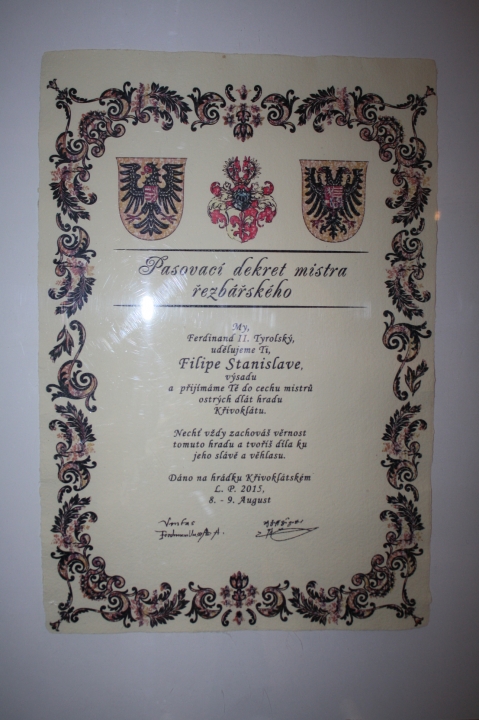 Pasovací dekret mistra
řezbářského
My,
Ferdinand II. Tyrolský,
udělujeme Ti,
Filipe Stanislave,
výsadu
a přijímáme Tě do cechu mistrů
ostrých dlát hradu
Křivoklátu.
Nechť vždy zachováš věrnost
tomuto hradu a tvoříš díla ku
jeho slávě a věhlasu.
Dáno na hrádku Křivoklátském
L. P. 2015,
8. - 9. August